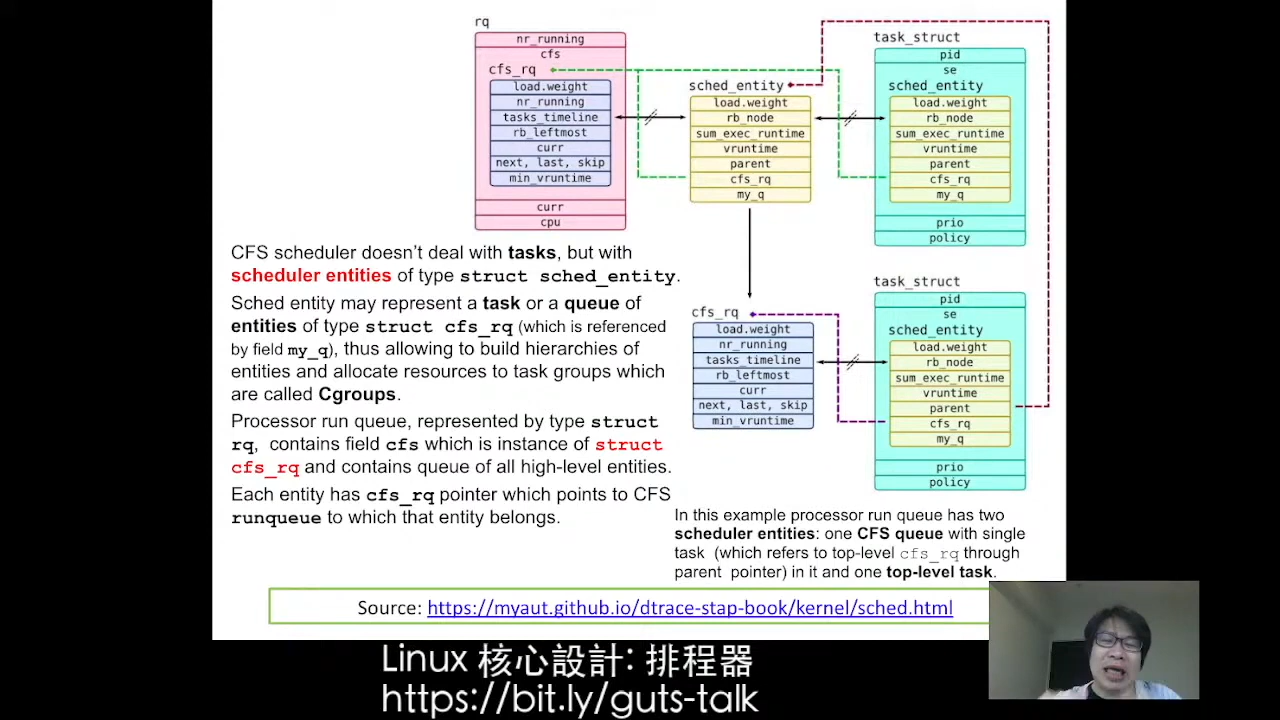 rq
nr_running
cfs
cfs_rq
load.weight
nr_running
tasks_timeline
rb_leftmost
curr
next, last, skip
min_vruntime
curr
cpu
sched_entity
load.weight
rb_node
sum_exec_runtime
vruntime
parent
cfs_rq
my_q
task_struct
pid
se
sched_entity
load.weight
rb_node
sum_exec_runtime
vruntime
parent
cfs_rq
my_q
prio
policy
CFS scheduler doesn't deal with tasks, but with
scheduler entities of type struct sched_entity.
Sched entity may represent a task or a queue of
entities of type struct cfs_rq (which is referenced
by field my_q), thus allowing to build hierarchies of
entities and allocate resources to task groups which
are called Cgroups.
Processor run queue, represented by type struct
rq, contains field cfs which is instance of struct
cfs_rq and contains queue of all high-level entities.
Each entity has cfs_rq pointer which points to CFS
runqueue to which that entity belongs.
cfs_rq
load.weight
nr_running
tasks_timeline
rb_leftmost
curr
next, last, skip
min_vruntime
task_struct
pid
se
sched_entity
load.weight
rb_node
sum_exec_runtime
vruntime
parent
cfs_rq
my_q
prio
policy
In this example processor run queue has two
scheduler entities: one CFS queue with single
task (which refers to top-level cfs_rq through
parent pointer) in it and one top-level task.
Source: https://myaut.github.io/dtrace-stap-book/kernel/sched.html
Linux 核心設計: 排程器
https://bit.ly/guts-talk